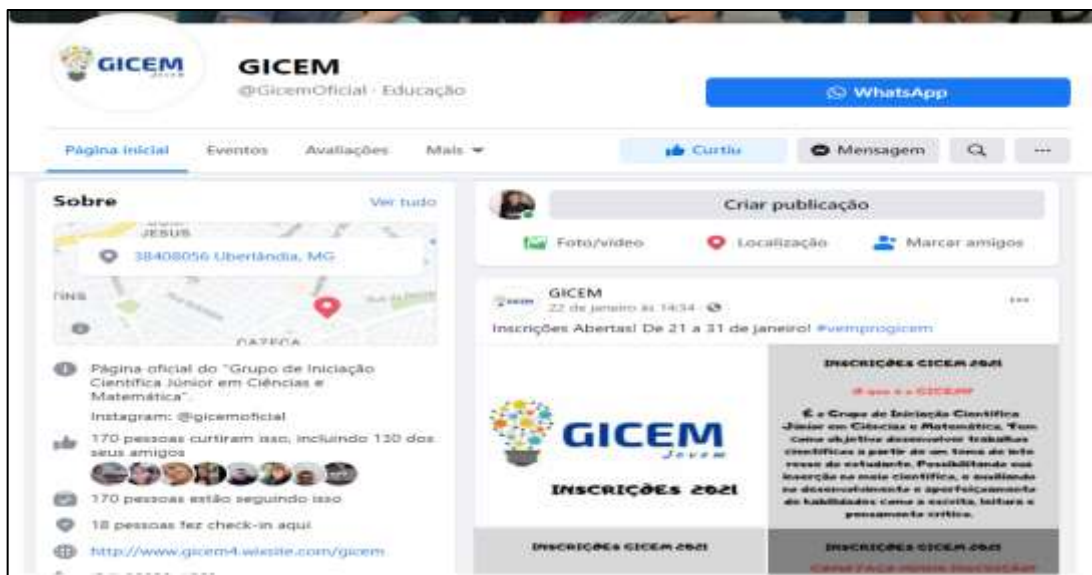 GICEM
Jovem
GICEM
@GicemOficial · Educação
WhatsApp
Página inicial
Eventos
Avaliações
Mais
Curtiu
Mensagem
Sobre
Ver tudo
JESUS
38408056 Uberlândia, MG
CAZECA
Página oficial do "Grupo de Iniciação
Científica Júnior em Ciências e
Matemática".
Instagram: @gicemoficial
170 pessoas curtiram isso, incluindo 130 dos
seus amigos
170 pessoas estão seguindo isso
18 pessoas fez check-in aqui
http://www.gicem4.wixsite.com/gicem
Criar publicação
Foto/vídeo
Localização
Marcar amigos
GICEM
22 de janeiro às 14:54
Inscrições Abertas! De 21 a 31 de janeiro! #vemprogicem
GICEM
Jovem
INSCRIÇÕES 2021
INSCRIÇÕES GICEM 2021
O que é o GICEM?
É o Grupo de Iniciação Científica
Júnior em Ciências e Matemática. Tem
como objetivo desenvolver trabalhos
científicos a partir de um tema de inte
resse do estudante, Possibilitando sua
inserção no meio científico, e auxiliando
no desenvolvimento e aperfeiçoamento
de habilidades como a escrita, leitura e
pensamento crítico.
INSCRIÇÕES GICEM 2021
INSCRIÇÕES GICEM 2021